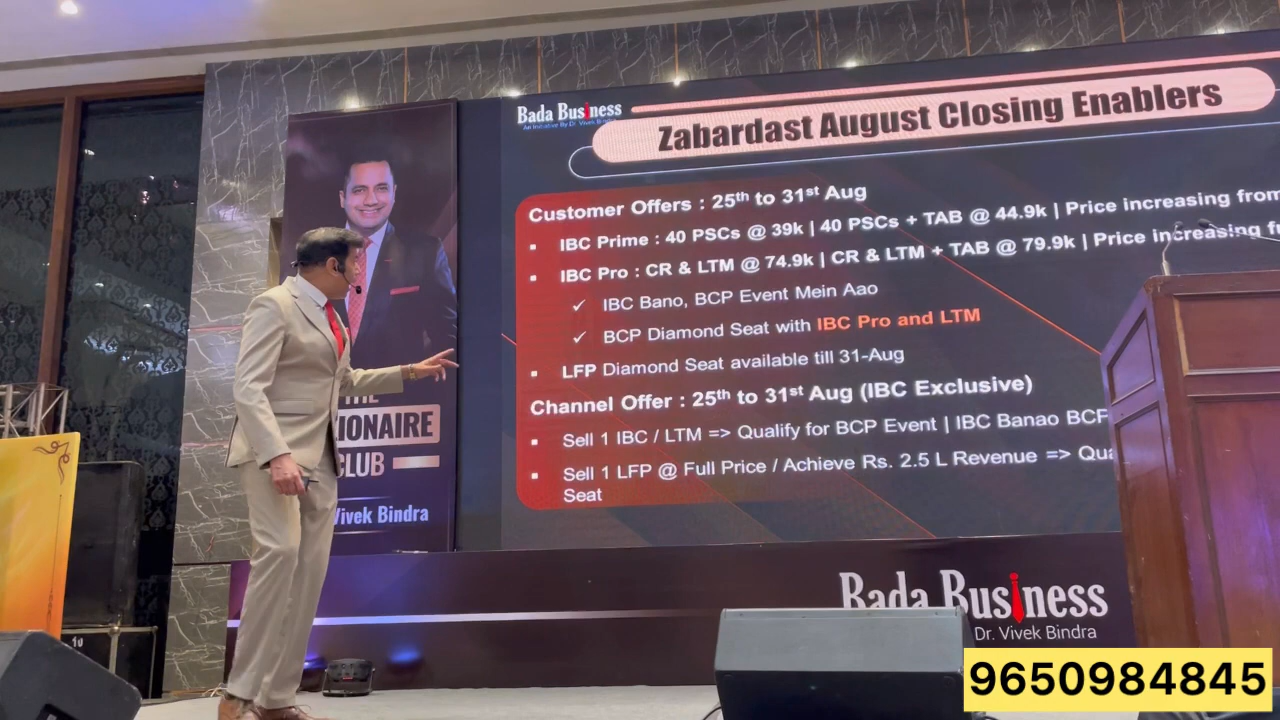 Bada Business
An Initiative By Dr. Vivek Bindra
Zabardast August Closing Enablers
Customer Offers : 25th to 31st Aug
▪ IBC Prime : 40 PSCs @ 39k | 40 PSCs + TAB @ 44.9k | Price increasing from
▪ IBC Pro : CR & LTM @ 74.9k | CR & LTM + TAB @ 79.9k | Price increasing
✓ IBC Bano, BCP Event Mein Aao
✓ BCP Diamond Seat with IBC Pro and LTM
▪ LFP Diamond Seat available till 31-Aug
Channel Offer : 25th to 31st Aug (IBC Exclusive)
▪ Sell 1 IBC / LTM => Qualify for BCP Event | IBC Banao BCP
▪ Sell 1 LFP @ Full Price / Achieve Rs. 2.5 L Revenue =>
Seat
THE
IONAIRE
CLUB
Vivek Bindra
Bada Business
Dr. Vivek Bindra
10
9650984845